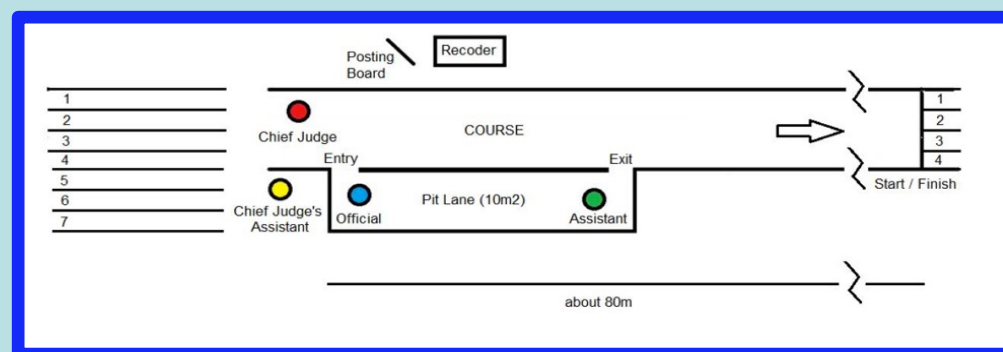 Posting
Board
Recoder
1
2
3
4
5
6
7
Chief Judge
COURSE
1
2
3
4
Entry
Exit
Start / Finish
Chief Judge's
Assistant
Official
Pit Lane (10m2)
Assistant
about 80m